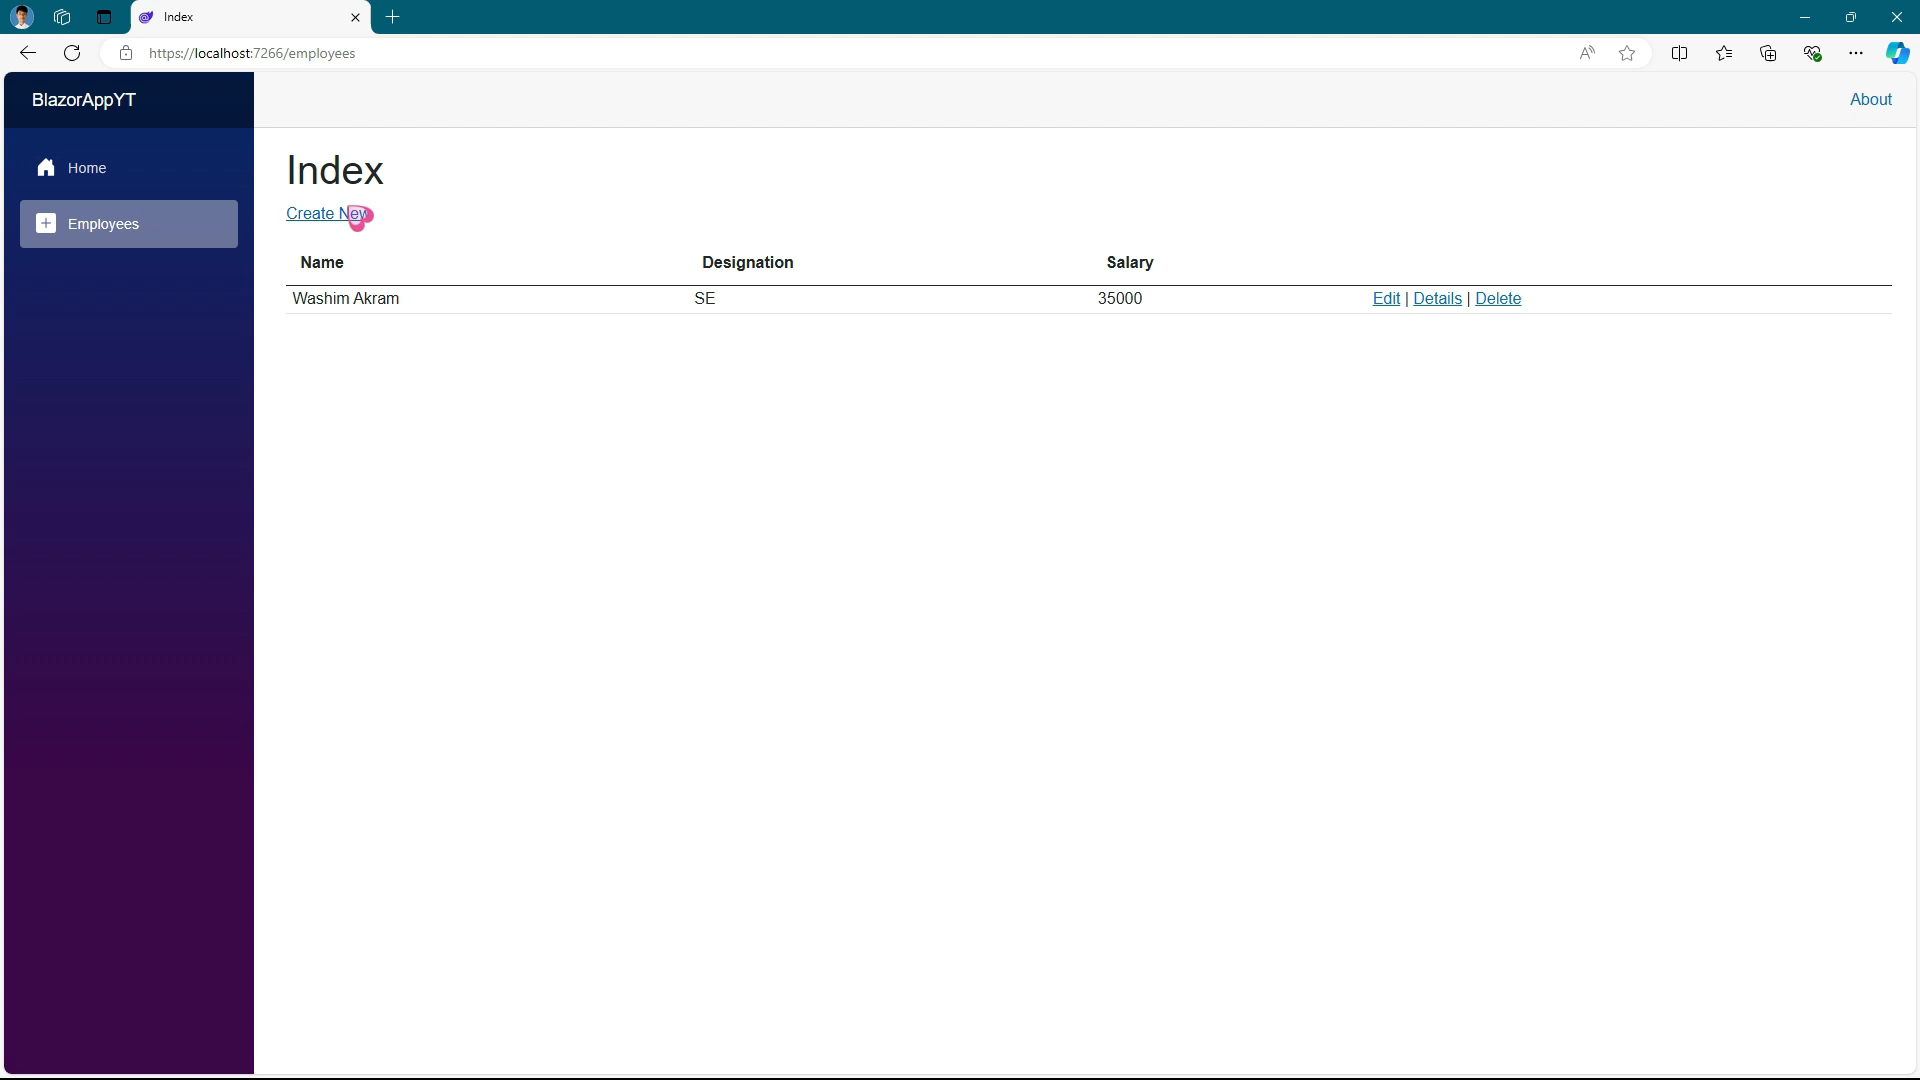 Index
https://localhost:7266/employees
BlazorAppYT
About
Home
Employees
Index
Create New
Name Designation Salary
Washim Akram SE 35000 Edit | Details | Delete